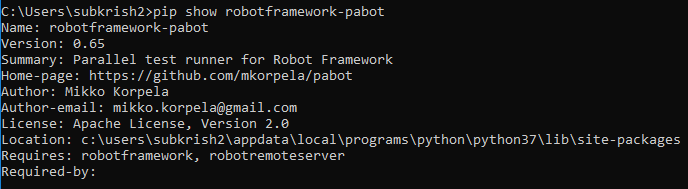 C:\Users\subkrish2>pip show robotframework-pabot
Name: robotframework-pabot
Version: 0.65
Summary: Parallel test runner for Robot Framework
Home-page: https://github.com/mkorpela/pabot
Author: Mikko Korpela
Author-email: mikko.korpela@gmail.com
License: Apache License, Version 2.0
Location: c:\users\subkrish2\appdata\local\programs\python\python37\lib\site-packages
Requires: robotframework, robotremoteserver
Required-by: